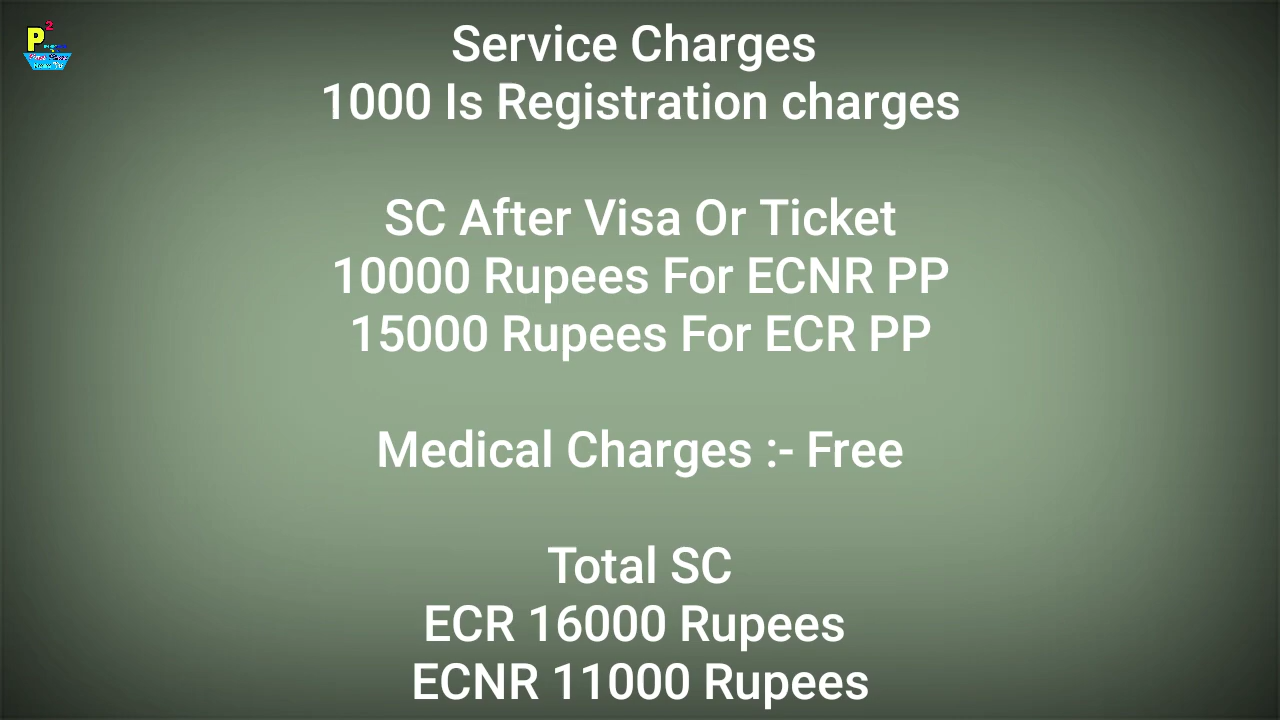 P2
Service Charges
1000 Is Registration charges
SC After Visa Or Ticket
10000 Rupees For ECNR PP
15000 Rupees For ECR PP
Medical Charges :- Free
Total SC
ECR 16000 Rupees
ECNR 11000 Rupees